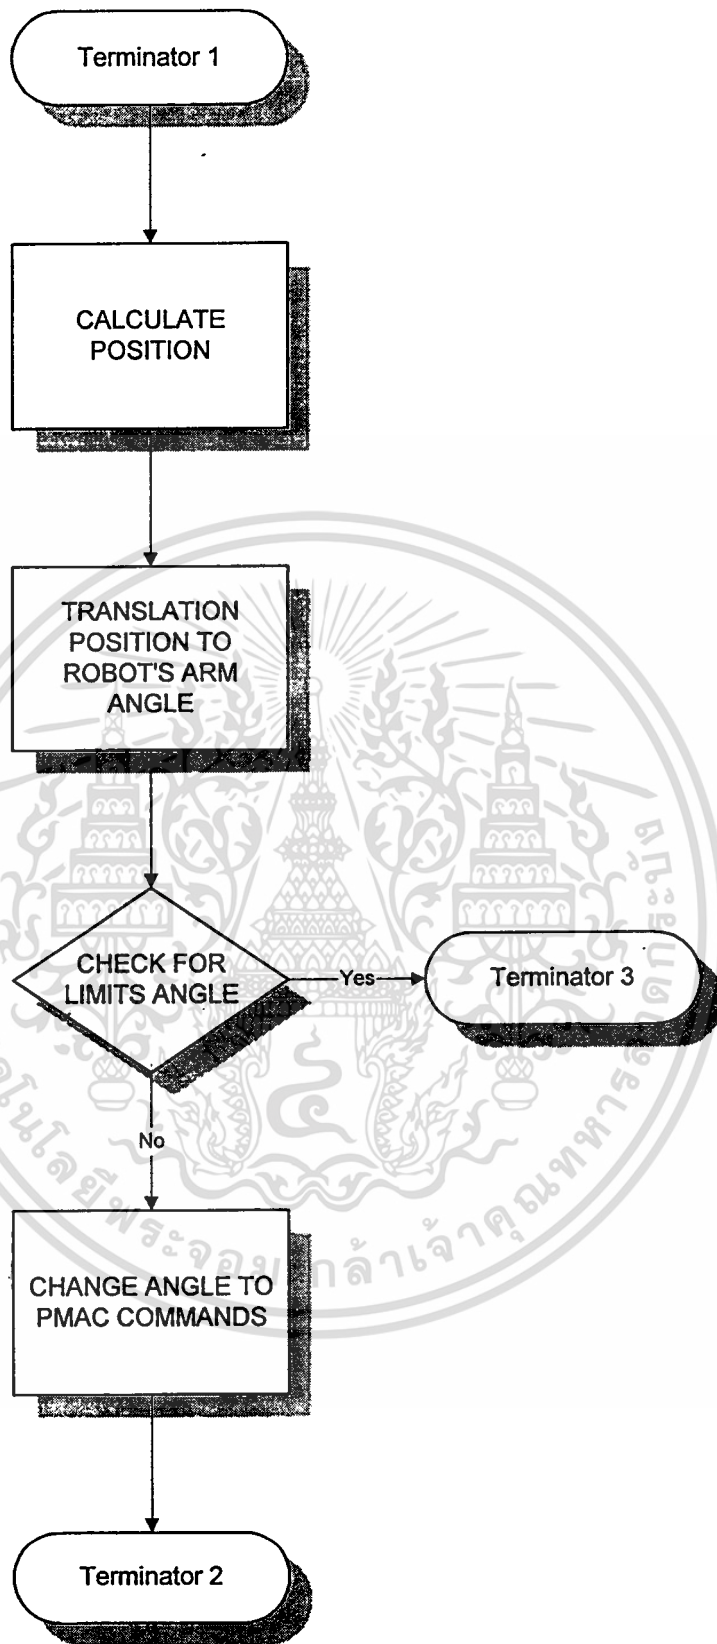 Terminator 1
CALCULATE
POSITION
TRANSLATION
POSITION TO
ROBOT'S ARM
ANGLE
CHECK FOR
LIMITS ANGLE
Yes
Terminator 3
No
CHANGE ANGLE TO
PMAC COMMANDS
Terminator 2